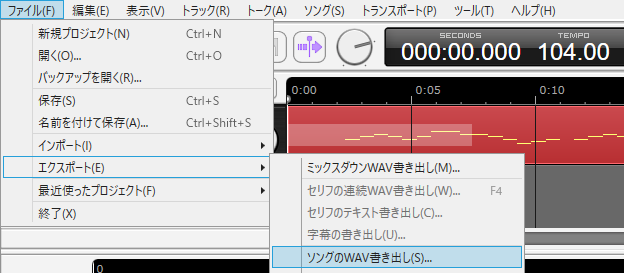 ファイル(F) 編集(E) 表示(V) トラック(R) トーク(A) ソング(S) トランスポート(P) ツール(T) ヘルプ(H)
新規プロジェクト(N) Ctrl+N
開く(O)... Ctrl+O
バックアップを開く(R)...
保存(S) Ctrl+S
名前を付けて保存(A)... Ctrl+Shift+S
インポート(I)
エクスポート(E)
最近使ったプロジェクト(F)
終了(X)
SECONDS TEMPO
000:00.000 104.00
0:00 0:05 0:10
ミックスダウンWAV書き出し(M)...
セリフの連続WAV書き出し(W)... F4
セリフのテキスト書き出し(C)...
字幕の書き出し(U)...
ソングのWAV書き出し(S)...
0